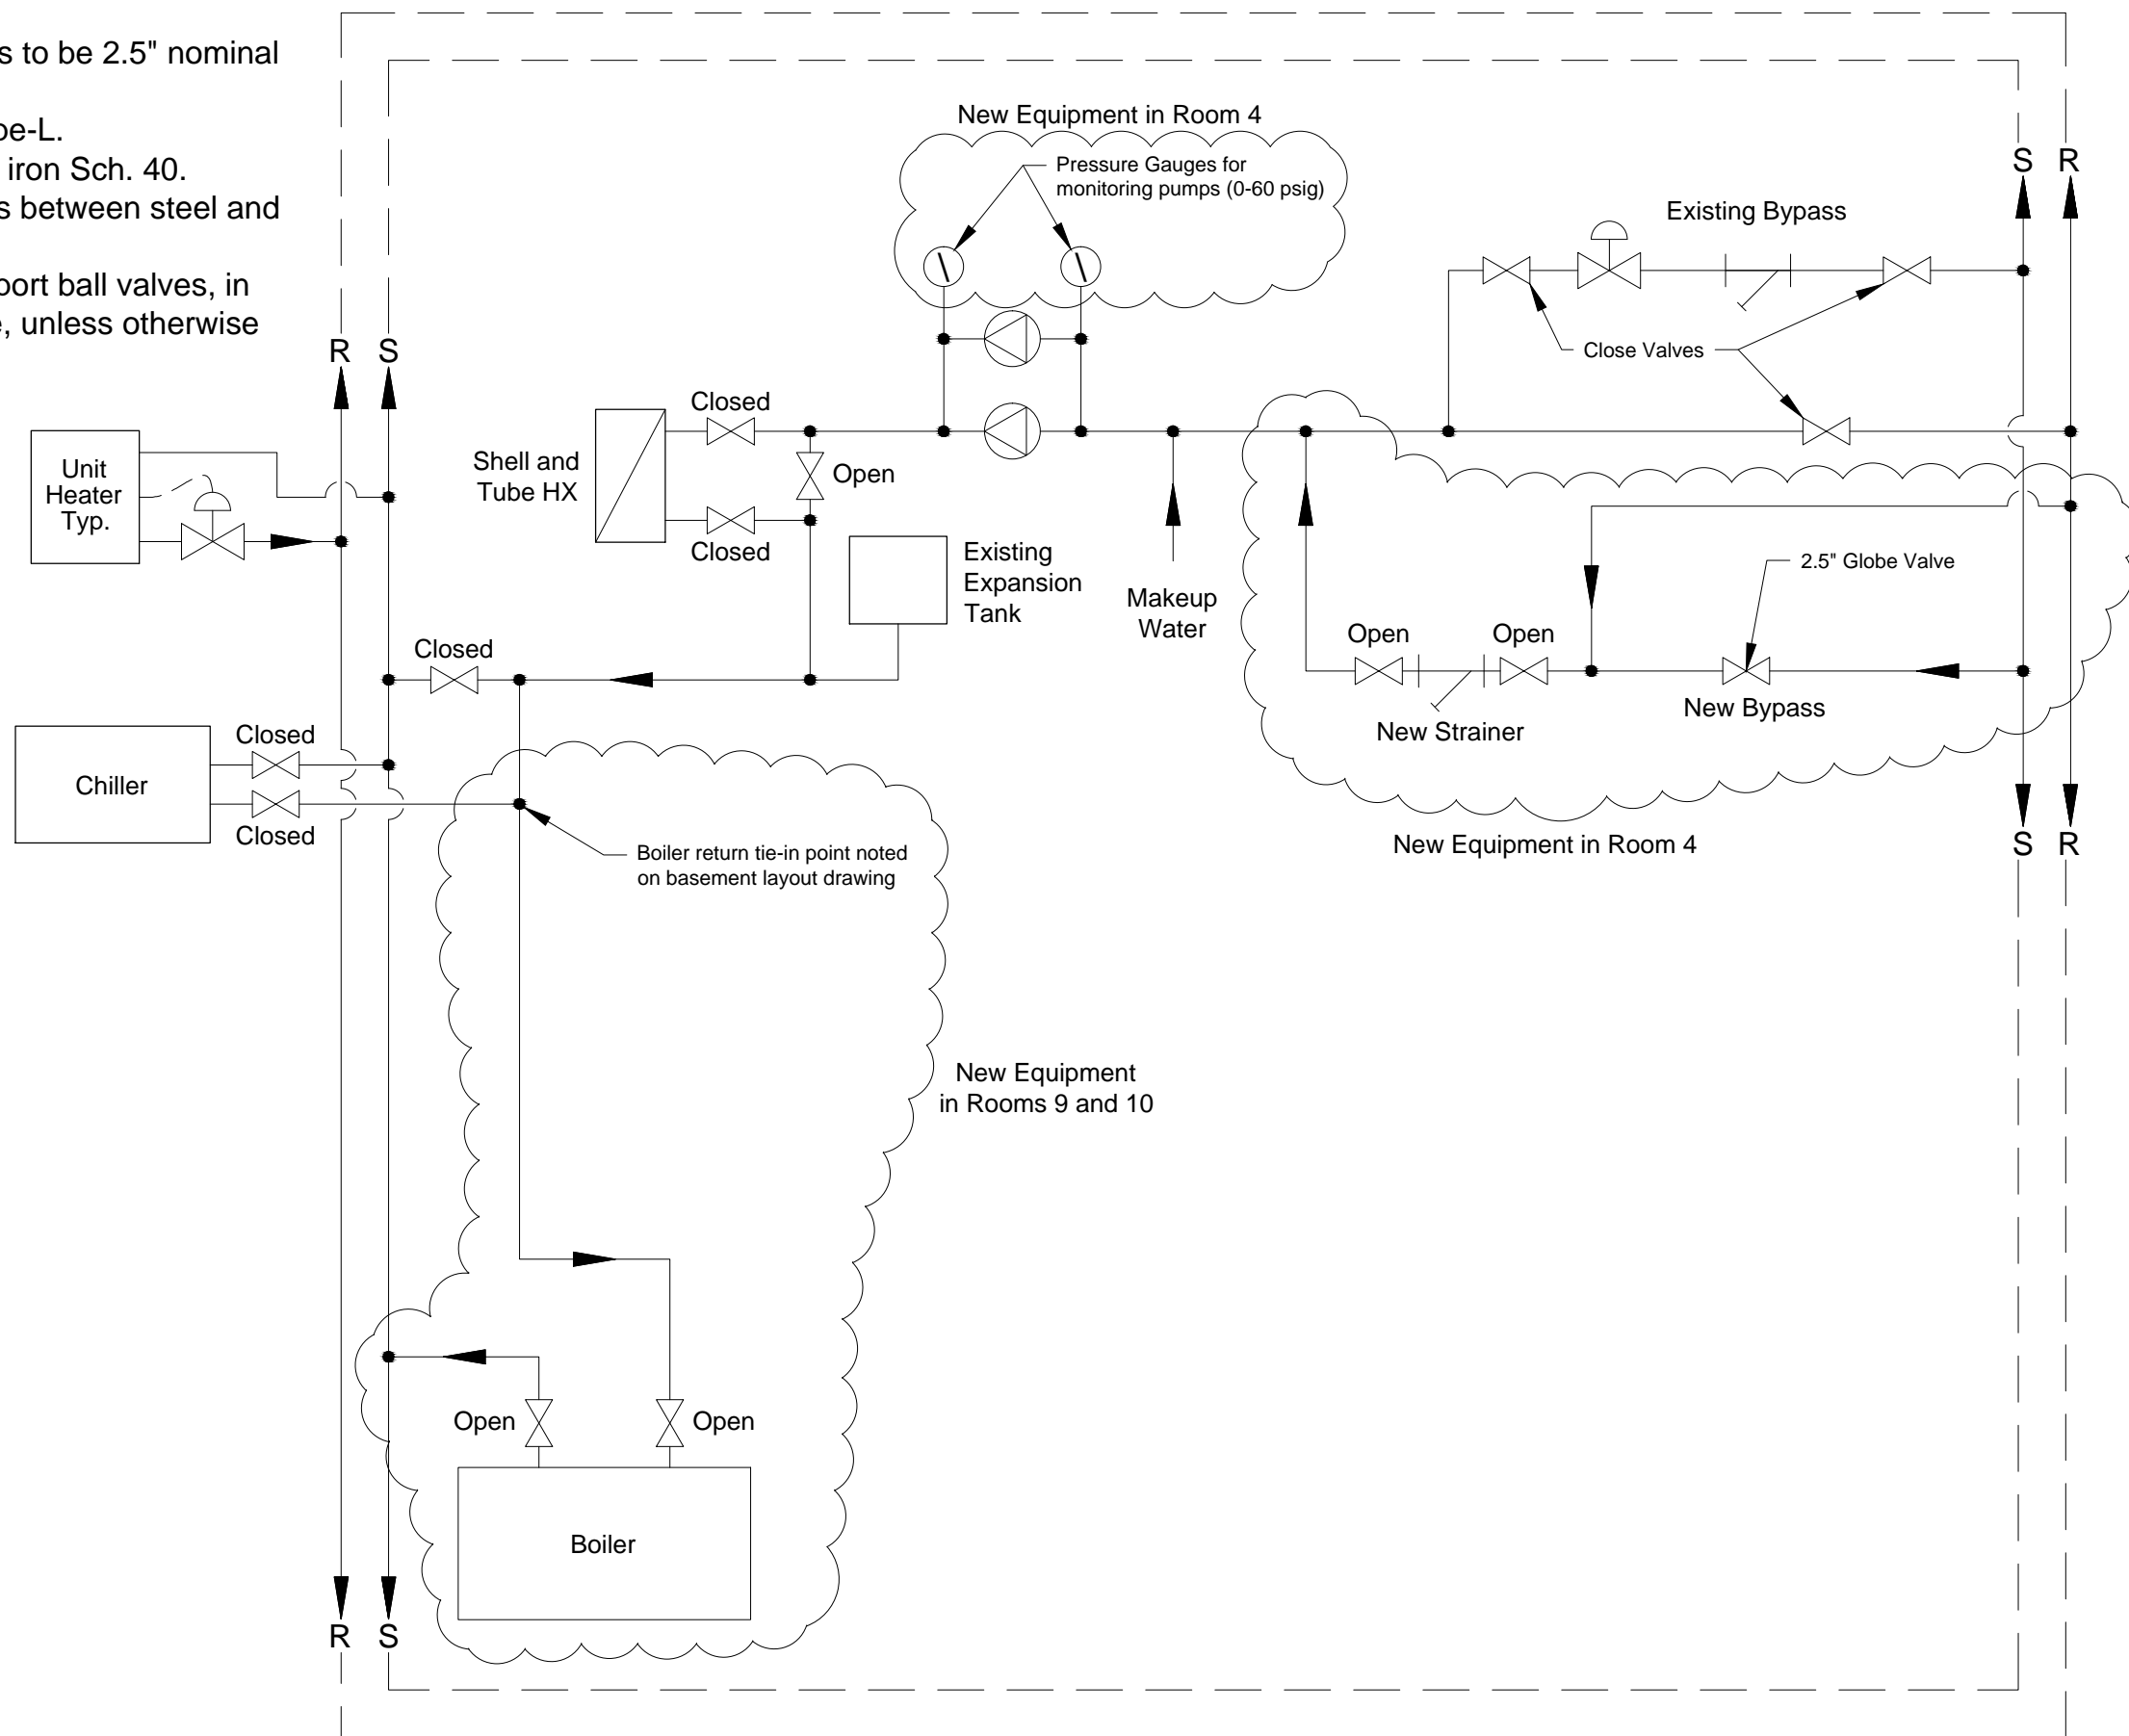 s to be 2.5" nominal
oe-L.
iron Sch. 40.
s between steel and
port ball valves, in
e, unless otherwise
New Equipment in Room 4
Pressure Gauges for
monitoring pumps (0-60 psig)
S R
Existing Bypass
Close Valves
R S
Unit
Heater
Typ.
Shell and
Tube HX
Closed
Open
Closed
Existing
Expansion
Tank
Makeup
Water
2.5" Globe Valve
Open
Open
New Strainer
New Bypass
New Equipment in Room 4
S R
Closed
Chiller
Closed
Closed
Boiler return tie-in point noted
on basement layout drawing
New Equipment
in Rooms 9 and 10
Open
Open
Boiler
R S